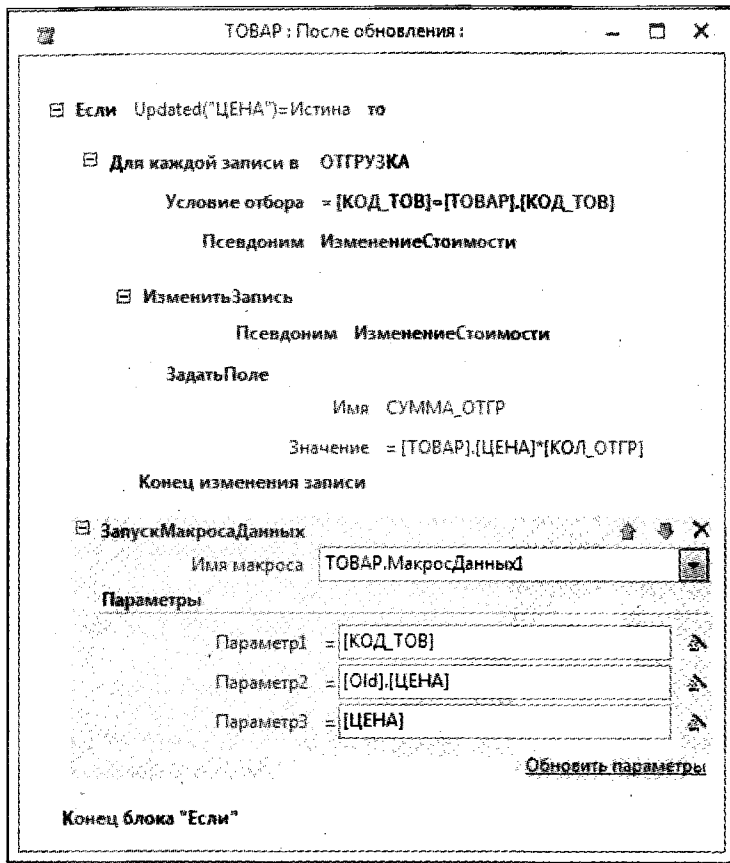 ТОВАР : После обновления :
Если Updated("ЦЕНА")=Истина то
Для каждой записи в ОТГРУЗКА
Условие отбора = [КОД_ТОВ]=[ТОВАР].[КОД_ТОВ]
Псевдоним ИзменениеСтоимости
ИзменитьЗапись
Псевдоним ИзменениеСтоимости
ЗадатьПоле
Имя СУММА_ОТГР
Значение = [ТОВАР].[ЦЕНА]*[КОЛ_ОТГР]
Конец изменения записи
ЗапускМакросаДанных
Имя макроса ТОВАР.МакросДанных1
Параметры
Параметр1 = [КОД_ТОВ]
Параметр2 = [Old].[ЦЕНА]
Параметр3 = [ЦЕНА]
Обновить параметры
Конец блока "Если"